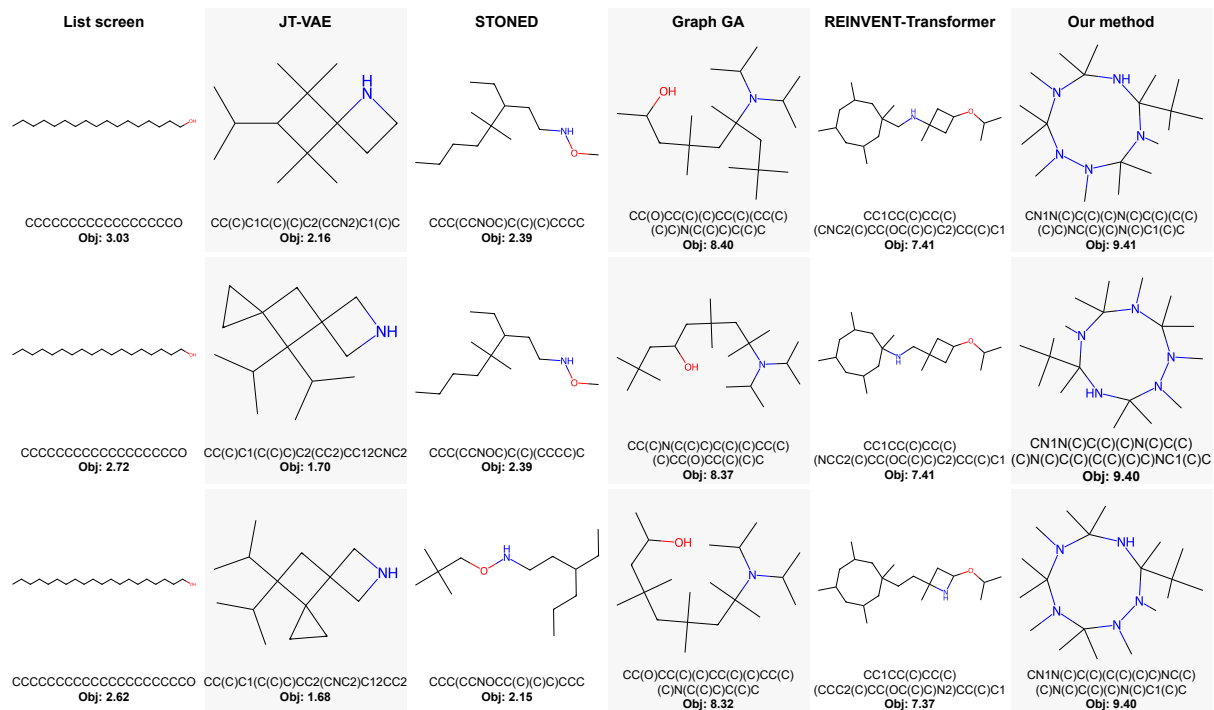 List screen
JT-VAE
STONED
Graph GA
REINVENT-Transformer
Our method
OH
H
N
NH
O
OH
N
H
N
O
NH
N
N
N
N
CCCCCCCCCCCCCCCCCO
Obj: 3.03
CC(C)C1C(C)(C)C2(CCN2)C1(C)C
Obj: 2.16
CCC(CCNOC)C(C)(C)CCCC
Obj: 2.39
CC(O)CC(C)(C)CC(C)(CC(C)
(C)C)N(C(C)C)C(C)C
Obj: 8.40
CC1CC(C)CC(C)
(CNC2(C)CC(OC(C)C)C2)CC(C)C1
Obj: 7.41
CN1N(C)C(C)(C)N(C)C(C)(C(C)
(C)C)NC(C)(C)N(C)C1(C)C
Obj: 9.41
OH
NH
NH
O
OH
N
N
H
O
N
N
N
N
HN
CCCCCCCCCCCCCCCCCCO
Obj: 2.72
CC(C)C1(C(C)C)C2(CC2)CC12CNC2
Obj: 1.70
CCC(CCNOC)C(C)(CCCC)C
Obj: 2.39
CC(C)N(C(C)C)C(C)(C)CC(C)
(C)CC(O)CC(C)(C)C
Obj: 8.37
CC1CC(C)CC(C)
(NCC2(C)CC(OC(C)C)C2)CC(C)C1
Obj: 7.41
CN1N(C)C(C)(C)N(C)C(C)
(C)N(C)C(C)(C(C)(C)C)NC1(C)C
Obj: 9.40
OH
NH
O
H
N
OH
N
O
N
H
N
NH
N
N
N
CCCCCCCCCCCCCCCCCCCCO
Obj: 2.62
CC(C)C1(C(C)C)CC2(CNC2)C12CC2
Obj: 1.68
CCC(CCNOCC(C)(C)C)CCC
Obj: 2.15
CC(O)CC(C)(C)CC(C)(C)CC(C)
(C)N(C(C)C)C(C)C
Obj: 8.32
CC1CC(C)CC(C)
(CCC2(C)CC(OC(C)C)N2)CC(C)C1
Obj: 7.37
CN1N(C)C(C)(C(C)(C)C)NC(C)
(C)N(C)C(C)(C)N(C)C1(C)C
Obj: 9.40